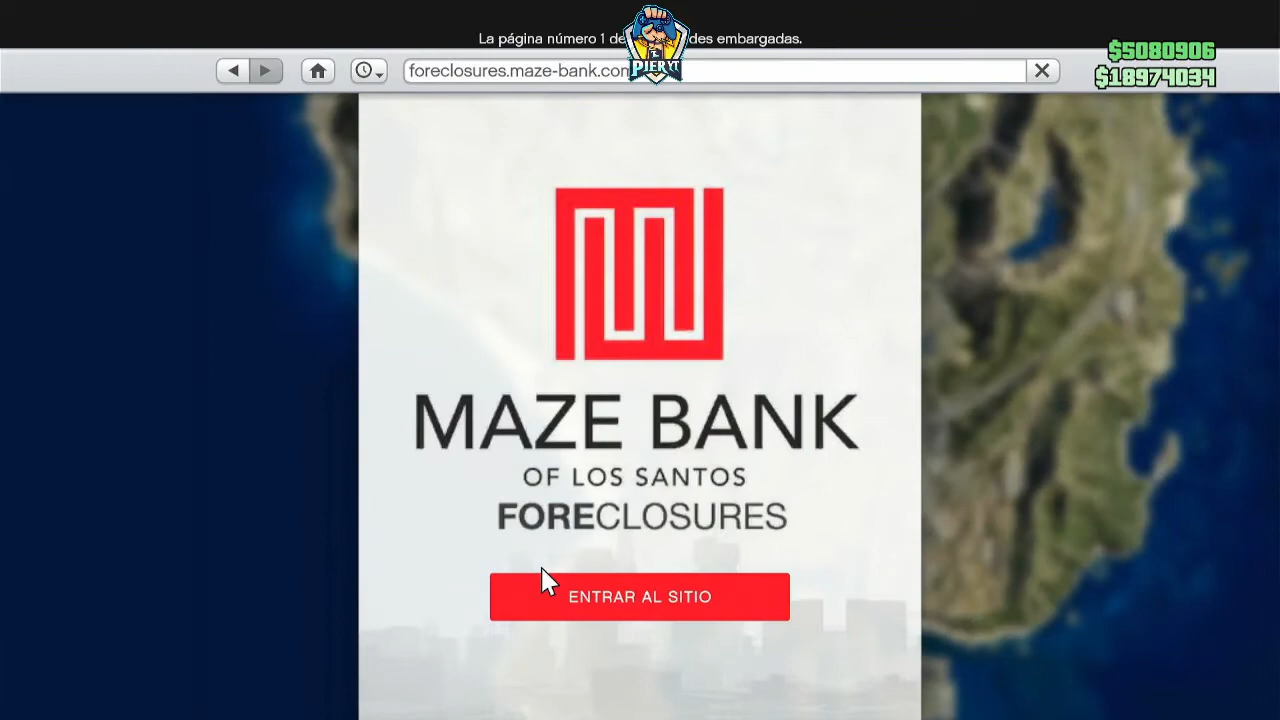 La página número 1 de des embargadas.
PIERYT
$5080906
foreclosures.maze-bank.com
$18974034
MAZE BANK
OF LOS SANTOS
FORECLOSURES
ENTRAR AL SITIO